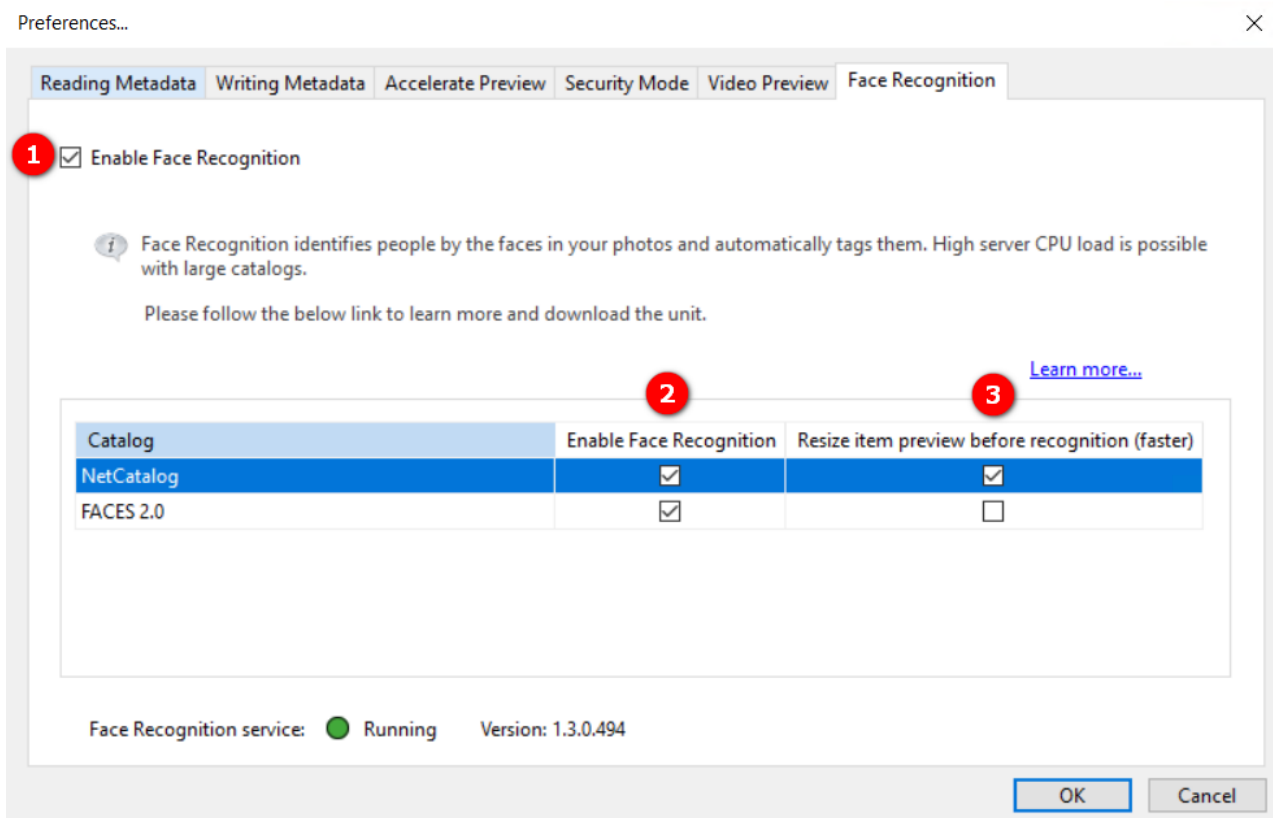 Preferences...
Reading Metadata Writing Metadata Accelerate Preview Security Mode Video Preview Face Recognition
1 Enable Face Recognition
i Face Recognition identifies people by the faces in your photos and automatically tags them. High server CPU load is possible
with large catalogs.
Please follow the below link to learn more and download the unit.
Learn more...
2 3
Catalog Enable Face Recognition Resize item preview before recognition (faster)
NetCatalog
FACES 2.0
Face Recognition service: Running Version: 1.3.0.494
OK Cancel